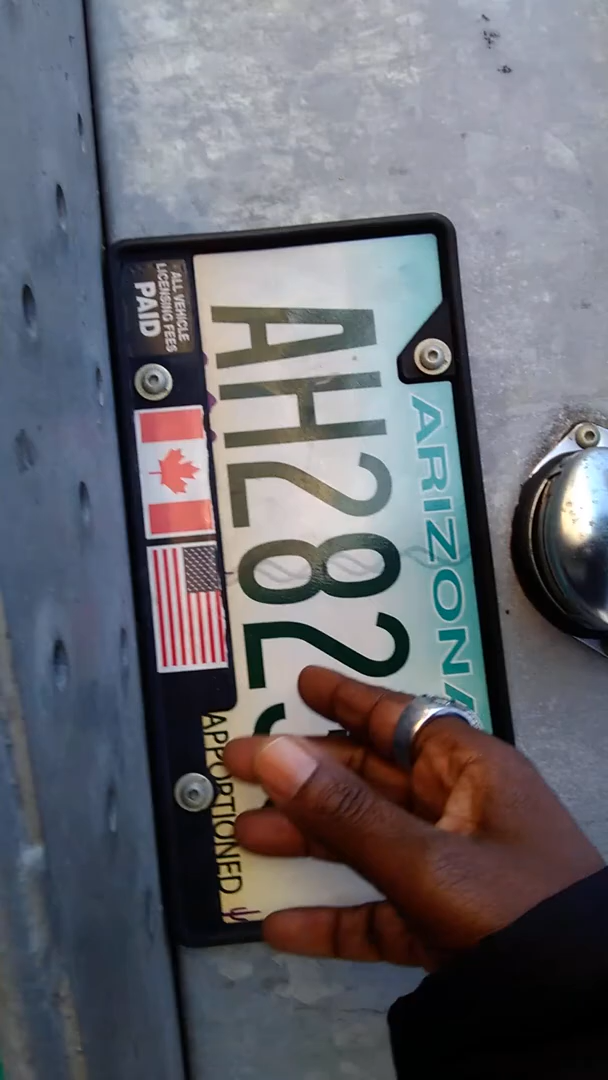 ARIZONA
AH282
APPORTIONED
ALL VEHICLE
LICENSING FEES
PAID